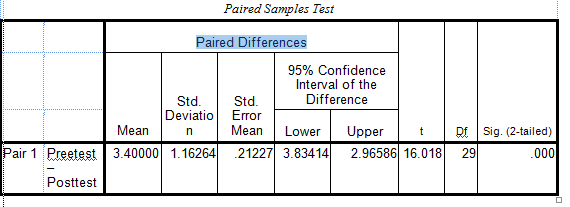 Paired Samples Test
Paired Differences
95% Confidence
Interval of the
Difference
Std.
Deviatio
n
Std.
Error
Mean
Mean
Lower
Upper
t
Df
Sig. (2-tailed)
Pair 1 Preetest 3.40000 1.16264 .21227 3.83414 2.96586 16.018 29 .000
–
Posttest